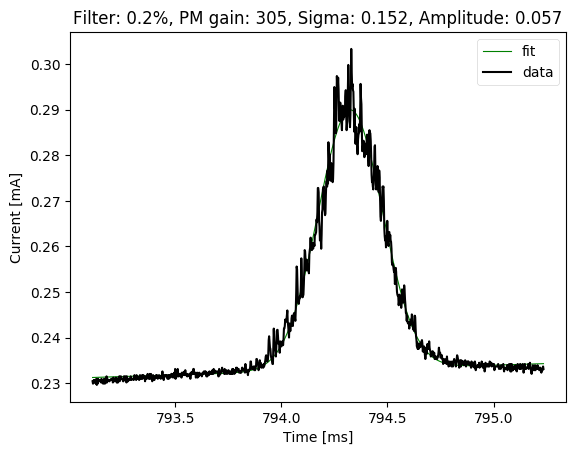 Filter: 0.2%, PM gain: 305, Sigma: 0.152, Amplitude: 0.057
fit
data
0.30
0.29
0.28
0.27
0.26
0.25
0.24
0.23
Current [mA]
793.5
794.0
794.5
795.0
Time [ms]